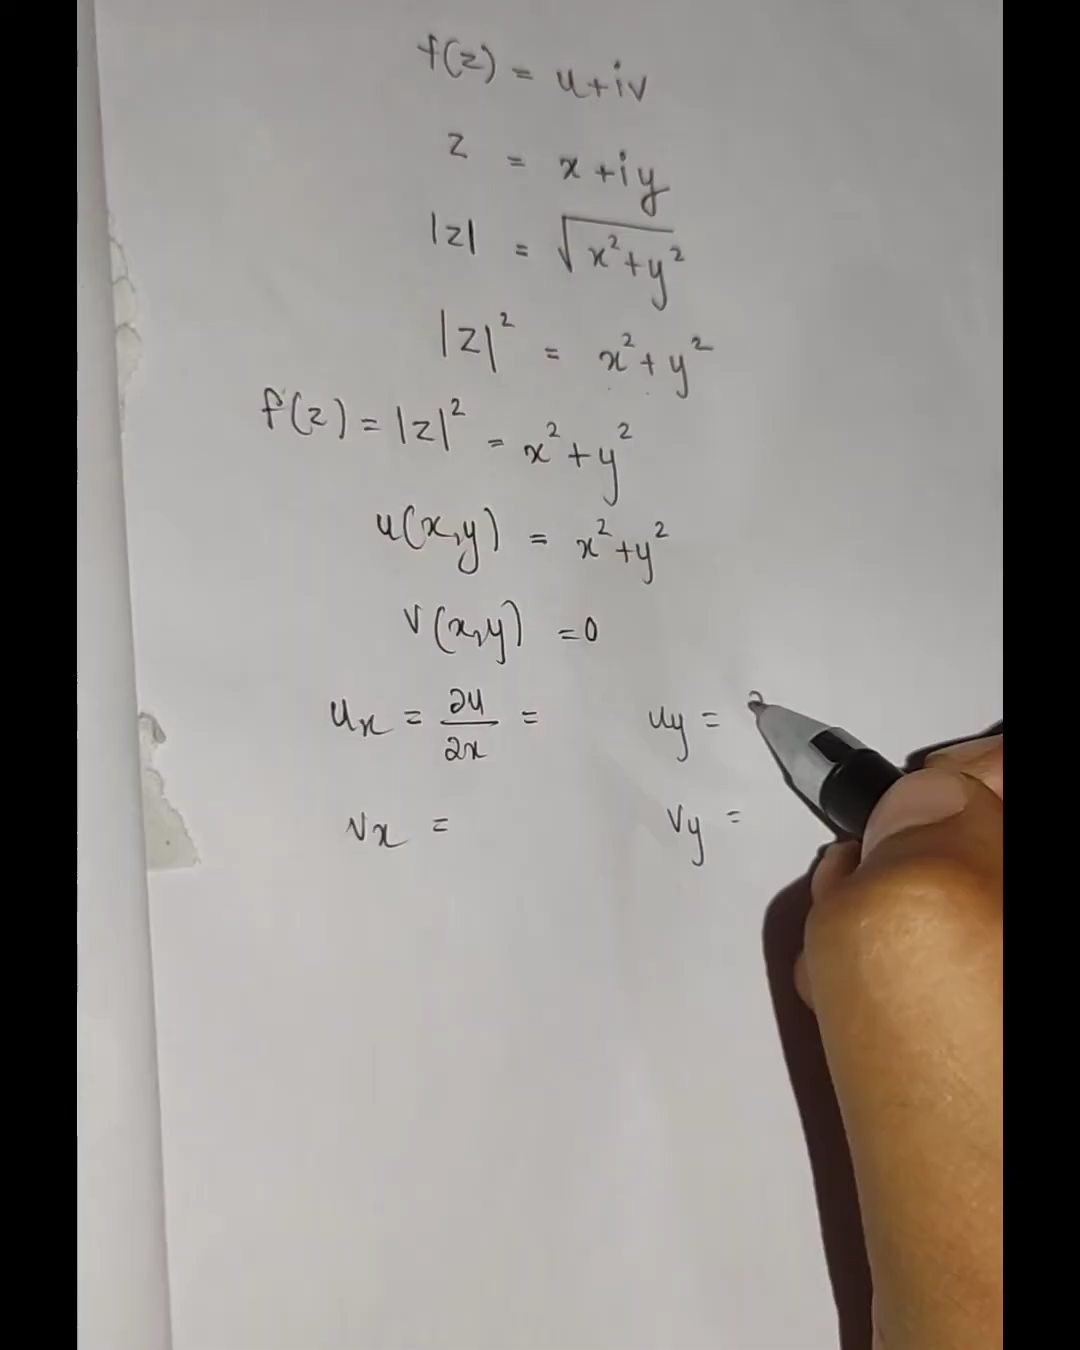 f(z) = u+iv
z = x+iy
|z| = √x²+y²
|z|² = x²+y²
f(z) = |z|² = x²+y²
u(x,y) = x²+y²
v(x,y) = 0
ux = ∂u/∂x = uy =
vx = vy =